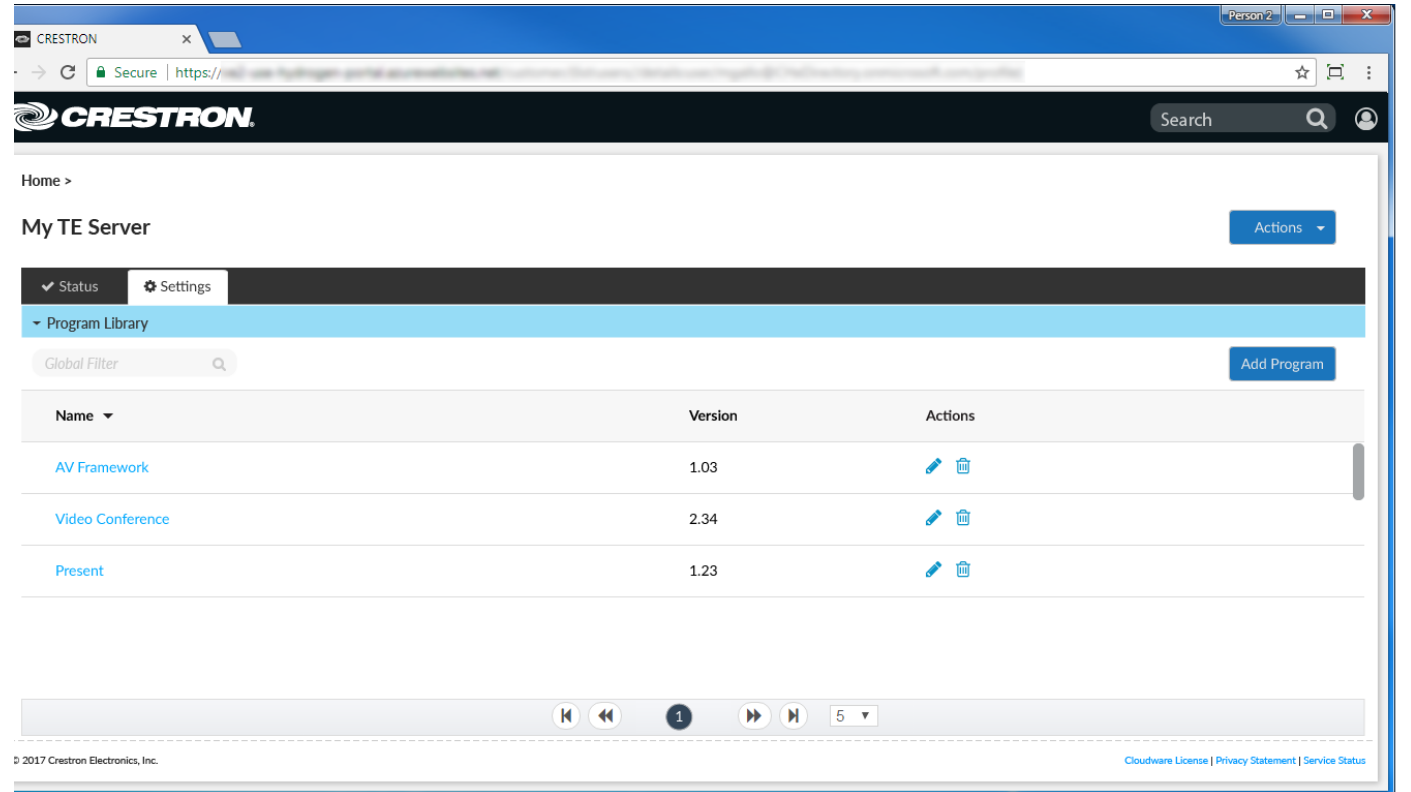 Person 2
CRESTRON
Secure | https://
CRESTRON.
Search
Home >
My TE Server
Actions
Status
Settings
Program Library
Global Filter
Add Program
Name Version Actions
AV Framework 1.03
Video Conference 2.34
Present 1.23
1 5
© 2017 Crestron Electronics, Inc.
Cloudware License | Privacy Statement | Service Status